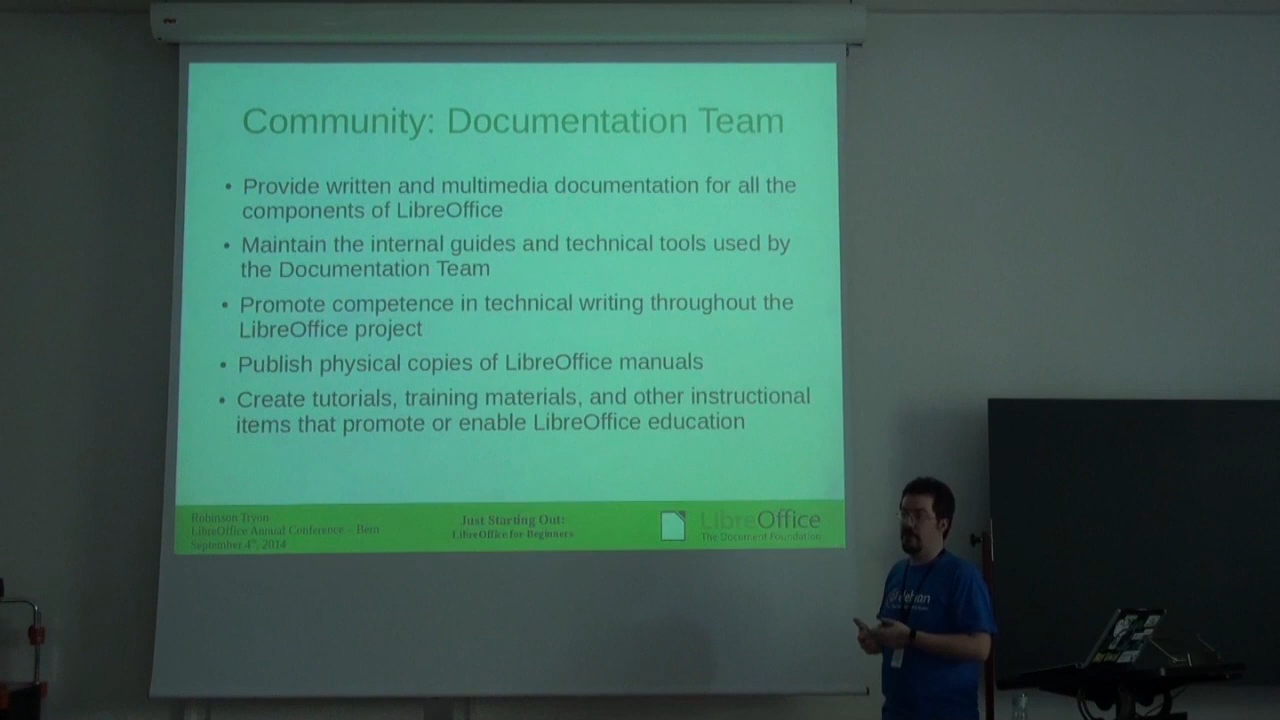 Community: Documentation Team
• Provide written and multimedia documentation for all the
components of LibreOffice
• Maintain the internal guides and technical tools used by
the Documentation Team
• Promote competence in technical writing throughout the
LibreOffice project
• Publish physical copies of LibreOffice manuals
• Create tutorials, training materials, and other instructional
items that promote or enable LibreOffice education
Robinson Tryon
LibreOffice Annual Conference – Bern
September 4th, 2014
Just Starting Out:
LibreOffice for Beginners
LibreOffice
The Document Foundation
debian